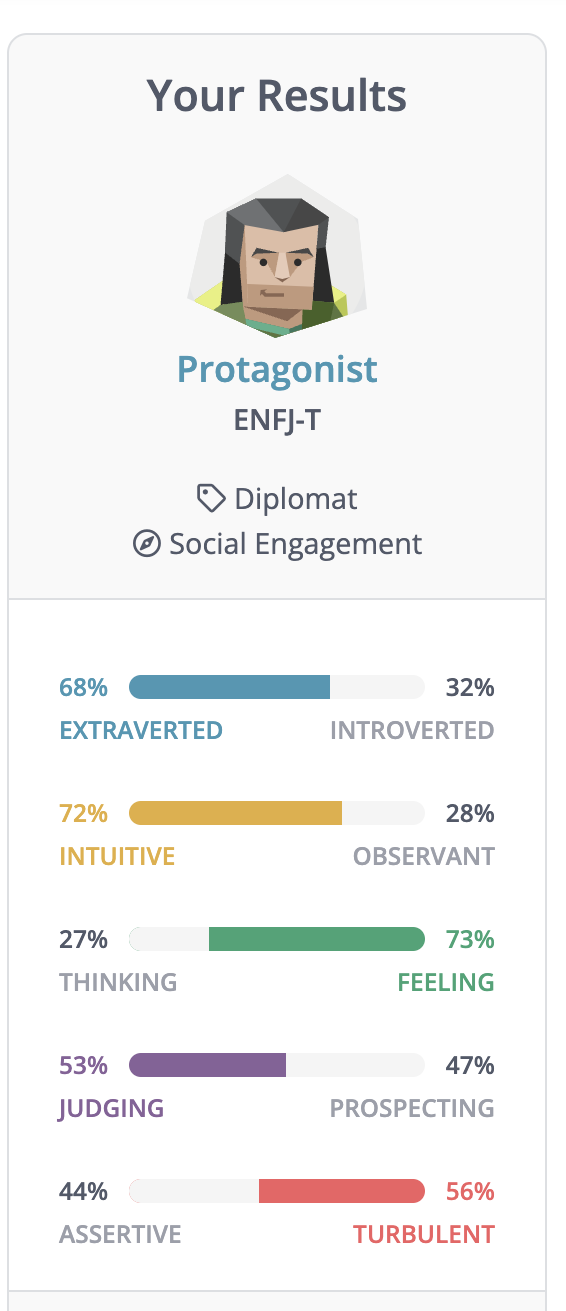 Your Results
Protagonist
ENFJ-T
Diplomat
Social Engagement
68% 32%
EXTRAVERTED INTROVERTED
72% 28%
INTUITIVE OBSERVANT
27% 73%
THINKING FEELING
53% 47%
JUDGING PROSPECTING
44% 56%
ASSERTIVE TURBULENT